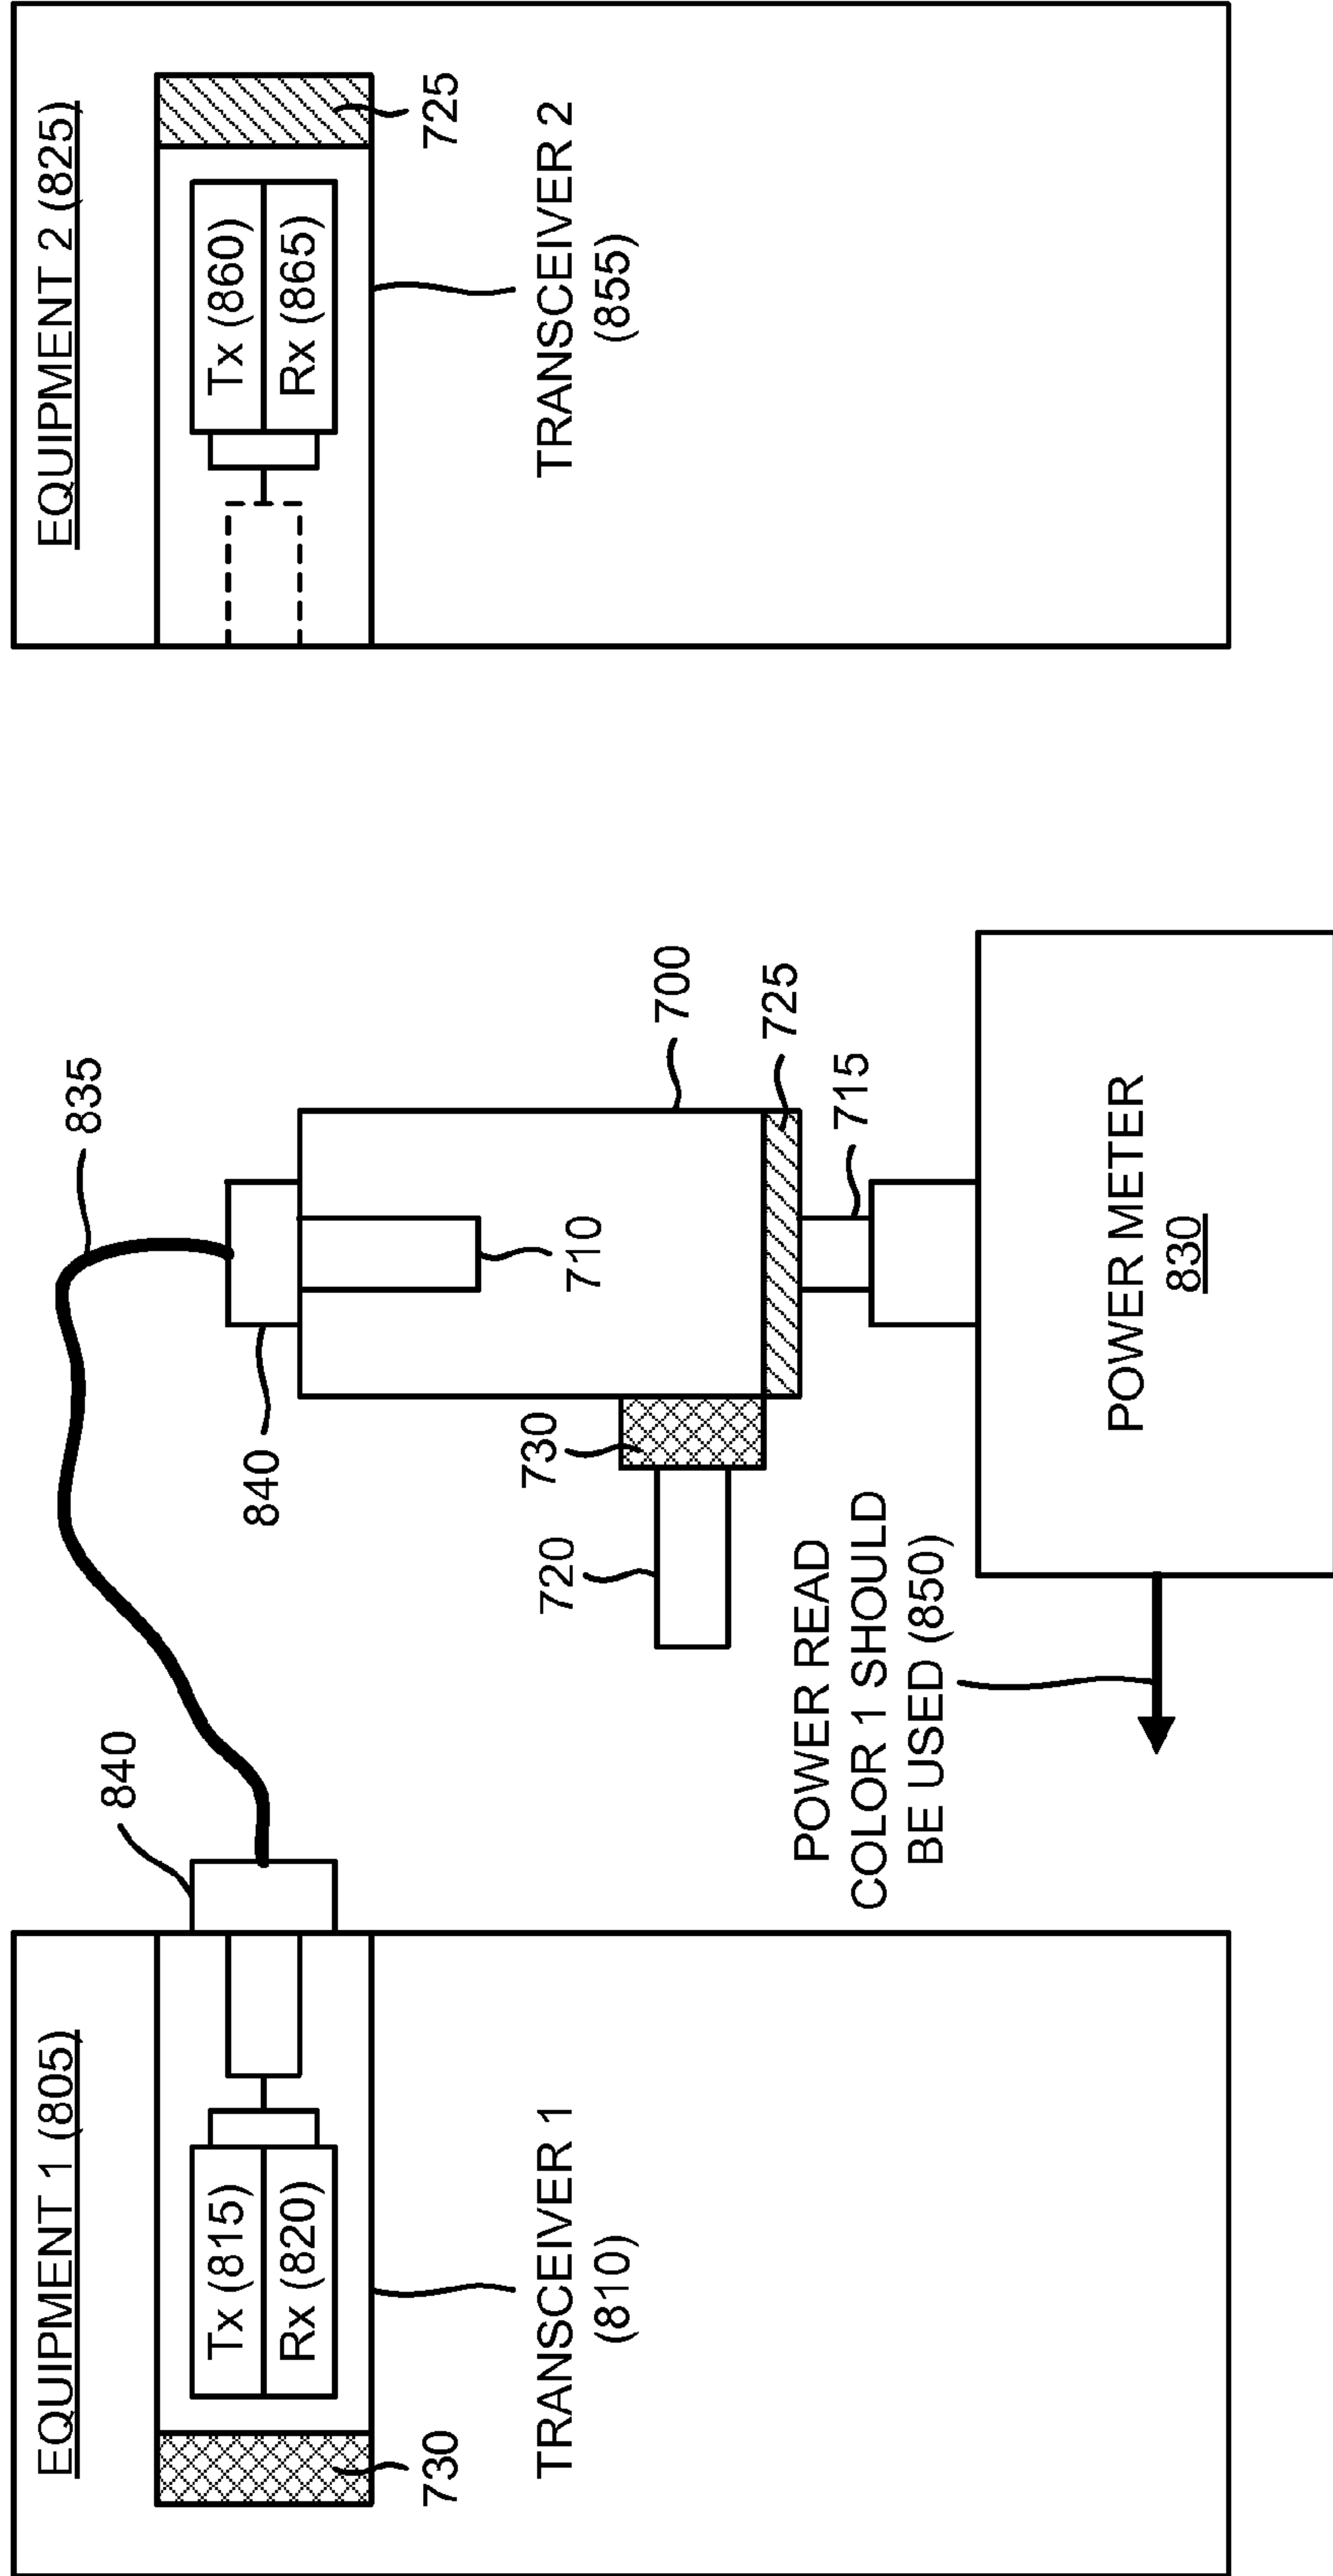 EQUIPMENT 1 (805)
730
Tx (815)
Rx (820)
TRANSCEIVER 1
(810)
840
835
840
710
700
730
725
720
715
POWER READ
COLOR 1 SHOULD
BE USED (850)
POWER METER
830
EQUIPMENT 2 (825)
Tx (860)
Rx (865)
725
TRANSCEIVER 2
(855)